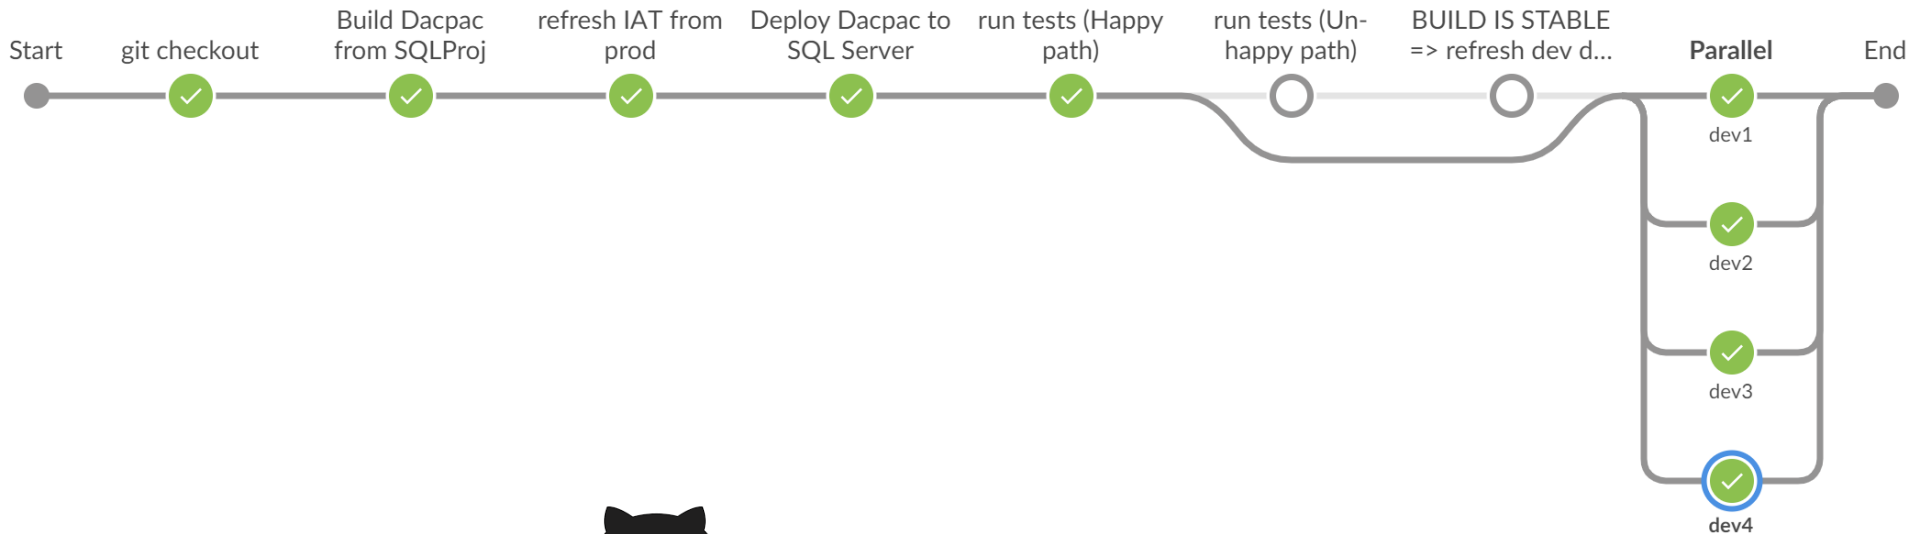 Start
git checkout
Build Dacpac
from SQLProj
refresh IAT from
prod
Deploy Dacpac to
SQL Server
run tests (Happy
path)
run tests (Un-
happy path)
BUILD IS STABLE
=> refresh dev d...
Parallel
End
dev1
dev2
dev3
dev4